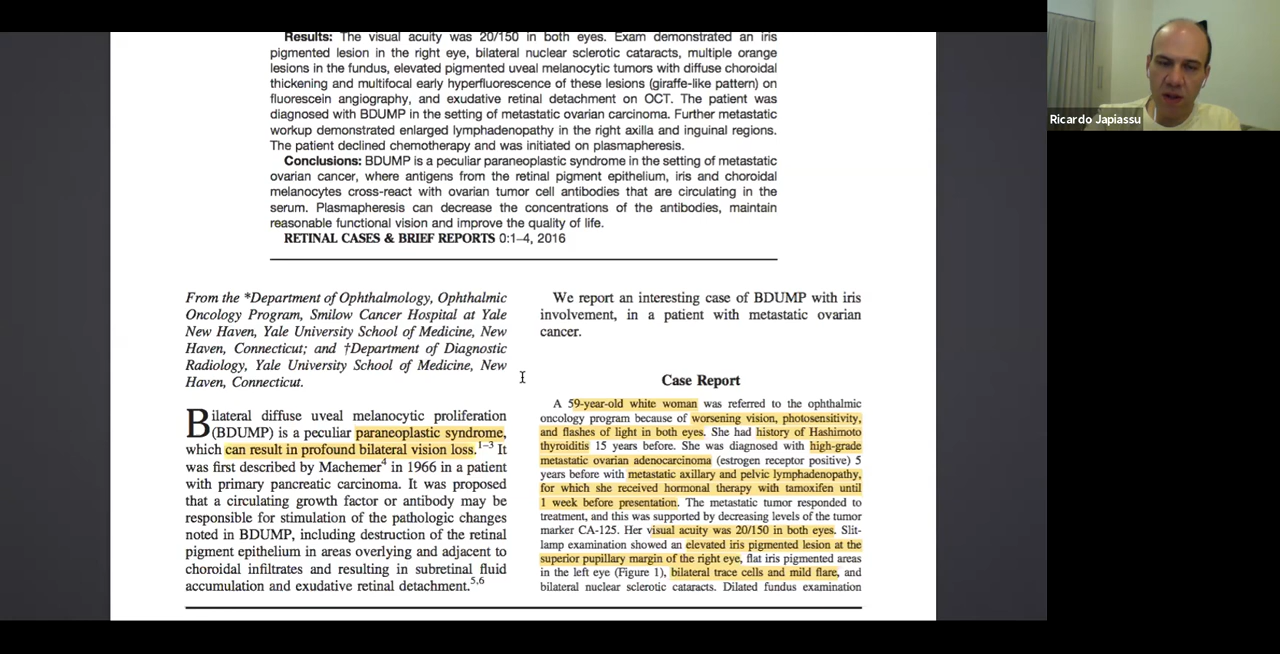 Results: The visual acuity was 20/150 in both eyes. Exam demonstrated an iris
pigmented lesion in the right eye, bilateral nuclear sclerotic cataracts, multiple orange
lesions in the fundus, elevated pigmented uveal melanocytic tumors with diffuse choroidal
thickening and multifocal early hyperfluorescence of these lesions (giraffe-like pattern) on
fluorescein angiography, and exudative retinal detachment on OCT. The patient was
diagnosed with BDUMP in the setting of metastatic ovarian carcinoma. Further metastatic
workup demonstrated enlarged lymphadenopathy in the right axilla and inguinal regions.
The patient declined chemotherapy and was initiated on plasmapheresis.
Conclusions: BDUMP is a peculiar paraneoplastic syndrome in the setting of metastatic
ovarian cancer, where antigens from the retinal pigment epithelium, iris and choroidal
melanocytes cross-react with ovarian tumor cell antibodies that are circulating in the
serum. Plasmapheresis can decrease the concentrations of the antibodies, maintain
reasonable functional vision and improve the quality of life.
RETINAL CASES & BRIEF REPORTS 0:1–4, 2016
From the *Department of Ophthalmology, Ophthalmic
Oncology Program, Smilow Cancer Hospital at Yale
New Haven, Yale University School of Medicine, New
Haven, Connecticut; and †Department of Diagnostic
Radiology, Yale University School of Medicine, New
Haven, Connecticut.
Bilateral diffuse uveal melanocytic proliferation
(BDUMP) is a peculiar paraneoplastic syndrome,
which can result in profound bilateral vision loss.1–3 It
was first described by Machemer4 in 1966 in a patient
with primary pancreatic carcinoma. It was proposed
that a circulating growth factor or antibody may be
responsible for stimulation of the pathologic changes
noted in BDUMP, including destruction of the retinal
pigment epithelium in areas overlying and adjacent to
choroidal infiltrates and resulting in subretinal fluid
accumulation and exudative retinal detachment.5,6
We report an interesting case of BDUMP with iris
involvement, in a patient with metastatic ovarian
cancer.
Case Report
A 59-year-old white woman was referred to the ophthalmic
oncology program because of worsening vision, photosensitivity,
and flashes of light in both eyes. She had history of Hashimoto
thyroiditis 15 years before. She was diagnosed with high-grade
metastatic ovarian adenocarcinoma (estrogen receptor positive) 5
years before with metastatic axillary and pelvic lymphadenopathy,
for which she received hormonal therapy with tamoxifen until
1 week before presentation. The metastatic tumor responded to
treatment, and this was supported by decreasing levels of the tumor
marker CA-125. Her visual acuity was 20/150 in both eyes. Slit-
lamp examination showed an elevated iris pigmented lesion at the
superior pupillary margin of the right eye, flat iris pigmented areas
in the left eye (Figure 1), bilateral trace cells and mild flare, and
bilateral nuclear sclerotic cataracts. Dilated fundus examination
Ricardo Japiassu